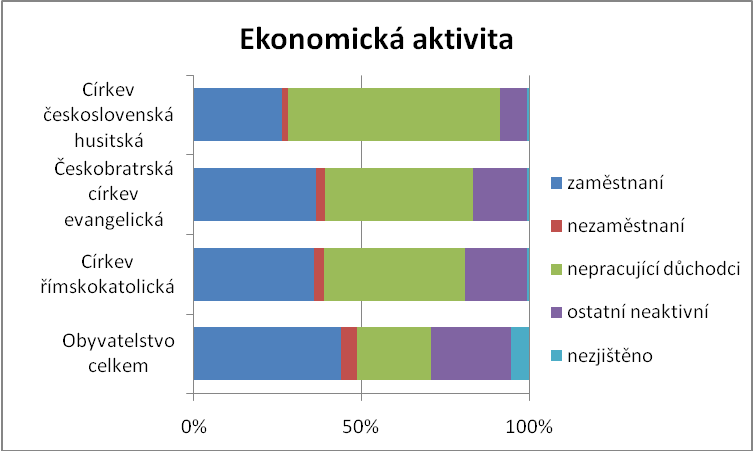 Ekonomická aktivita
Církev
československá
husitská
Českobratrská
církev
evangelická
Církev
římskokatolická
Obyvatelstvo
celkem
0%
50%
100%
zaměstnaní
nezaměstnaní
nepracující důchodci
ostatní neaktivní
nezjištěno